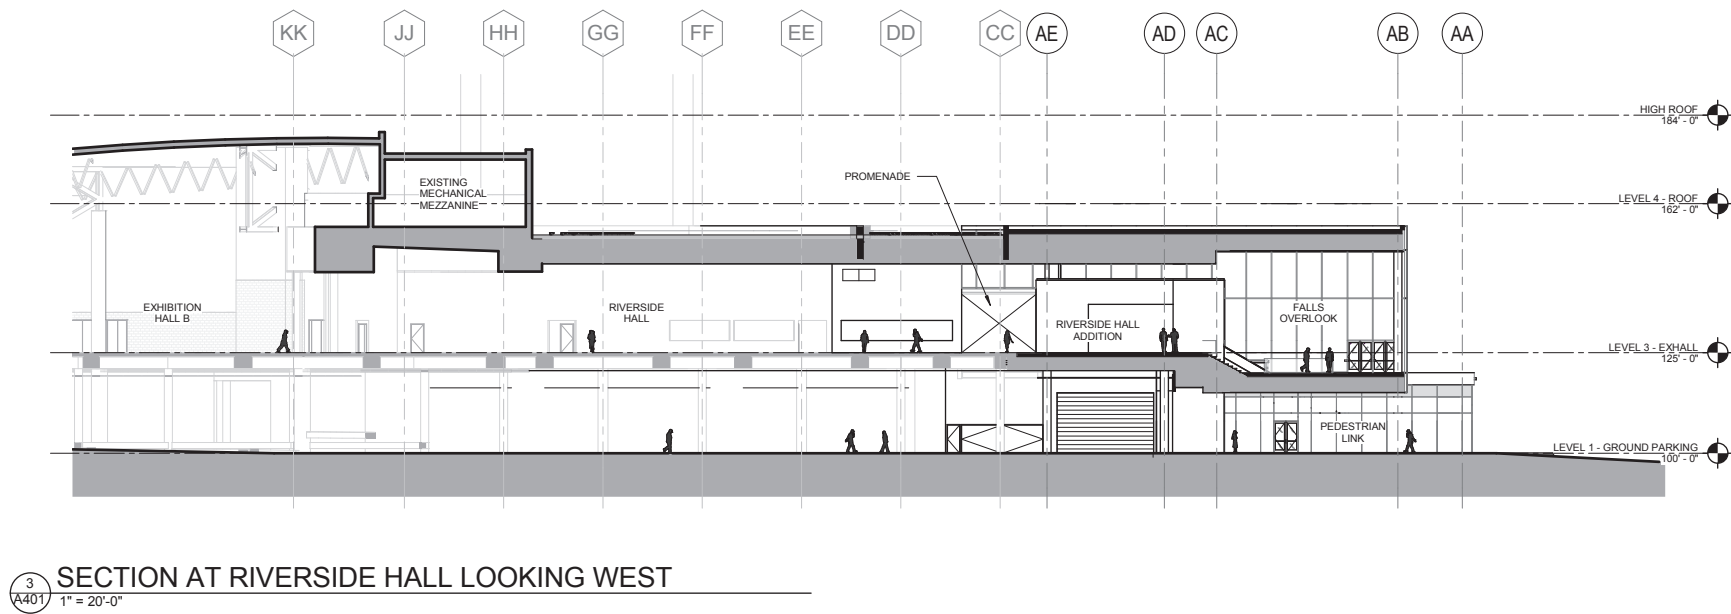 KK JJ HH GG FF EE DD CC AE AD AC AB AA
HIGH ROOF
184' - 0"
EXISTING
MECHANICAL
MEZZANINE
PROMENADE
LEVEL 4 - ROOF
162' - 0"
EXHIBITION
HALL B
RIVERSIDE
HALL
RIVERSIDE HALL
ADDITION
FALLS
OVERLOOK
LEVEL 3 - EXHALL
125' - 0"
PEDESTRIAN
LINK
LEVEL 1 - GROUND PARKING
100' - 0"
3
A401
SECTION AT RIVERSIDE HALL LOOKING WEST
1" = 20'-0"